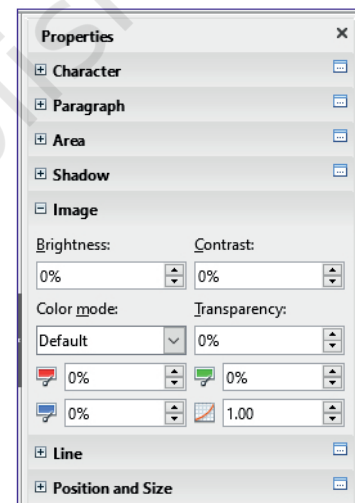 Properties
Character
Paragraph
Area
Shadow
Image
Brightness: Contrast:
0% 0%
Color mode: Transparency:
Default 0%
0% 0%
0% 1.00
Line
Position and Size